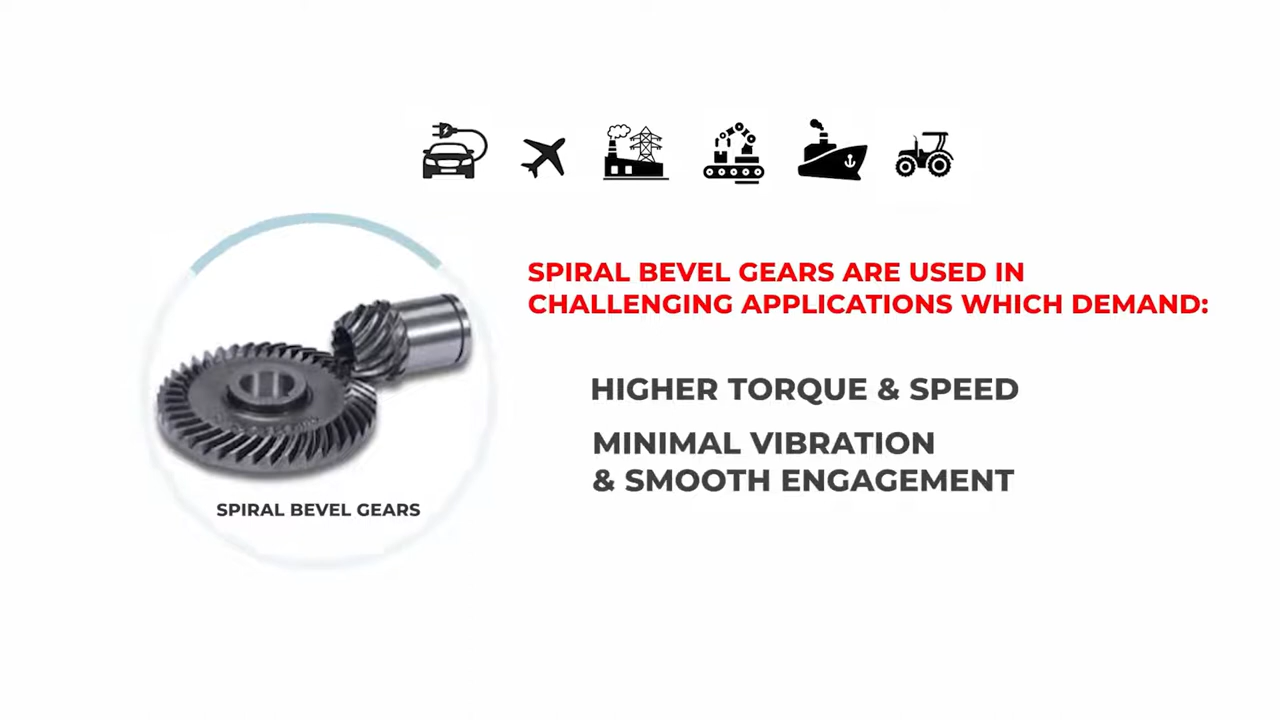 SPIRAL BEVEL GEARS ARE USED IN
CHALLENGING APPLICATIONS WHICH DEMAND:
HIGHER TORQUE & SPEED
MINIMAL VIBRATION
& SMOOTH ENGAGEMENT
SPIRAL BEVEL GEARS